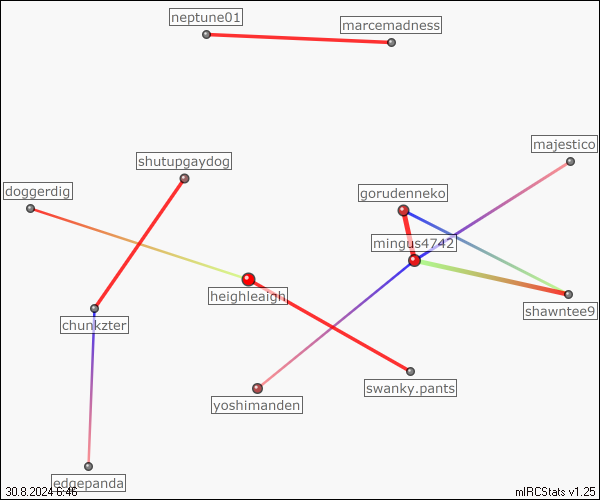 neptune01
marcemadness
majestico
shutupgaydog
doggerdig
gorudenneko
mingus4742
heighleaigh
shawntee9
chunkzter
swanky.pants
yoshimanden
edgepanda
30.8.2024 6:46
mIRCStats v1.25